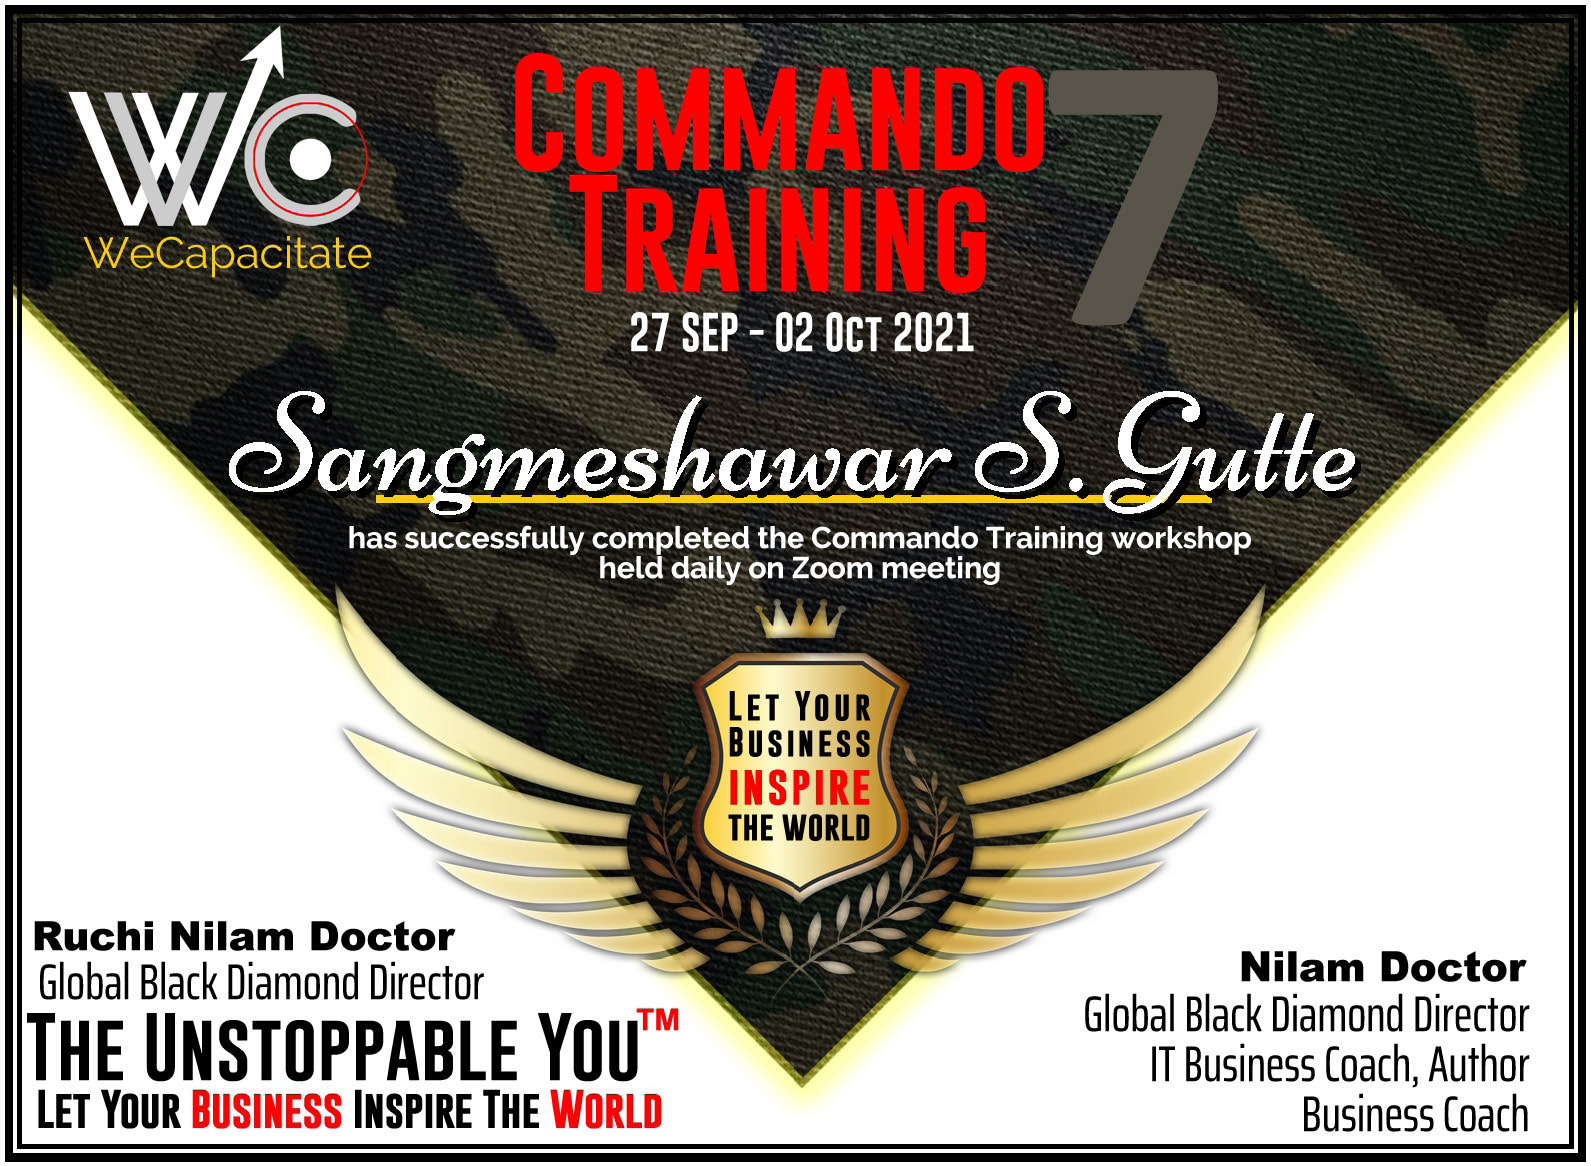 WC
WeCapacitate
Commando 7
Training
27 SEP - 02 Oct 2021
Sangmeshawar S. Gutte
has successfully completed the Commando Training workshop
held daily on Zoom meeting
Let Your
Business
INSPIRE
THE WORLD
Ruchi Nilam Doctor
Global Black Diamond Director
The Unstoppable You™
Let Your Business Inspire The World
Nilam Doctor
Global Black Diamond Director
IT Business Coach, Author
Business Coach